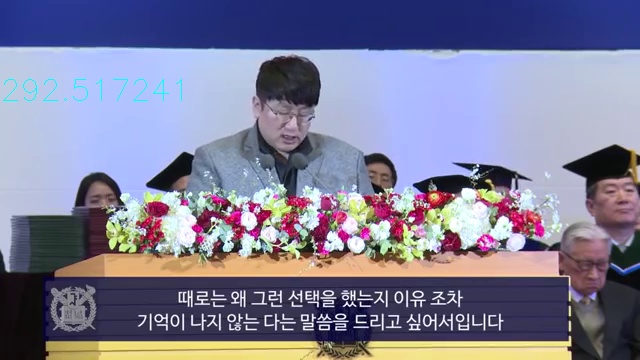 292.517241
때로는 왜 그런 선택을 했는지 이유 조차
기억이 나지 않는 다는 말씀을 드리고 싶어서입니다